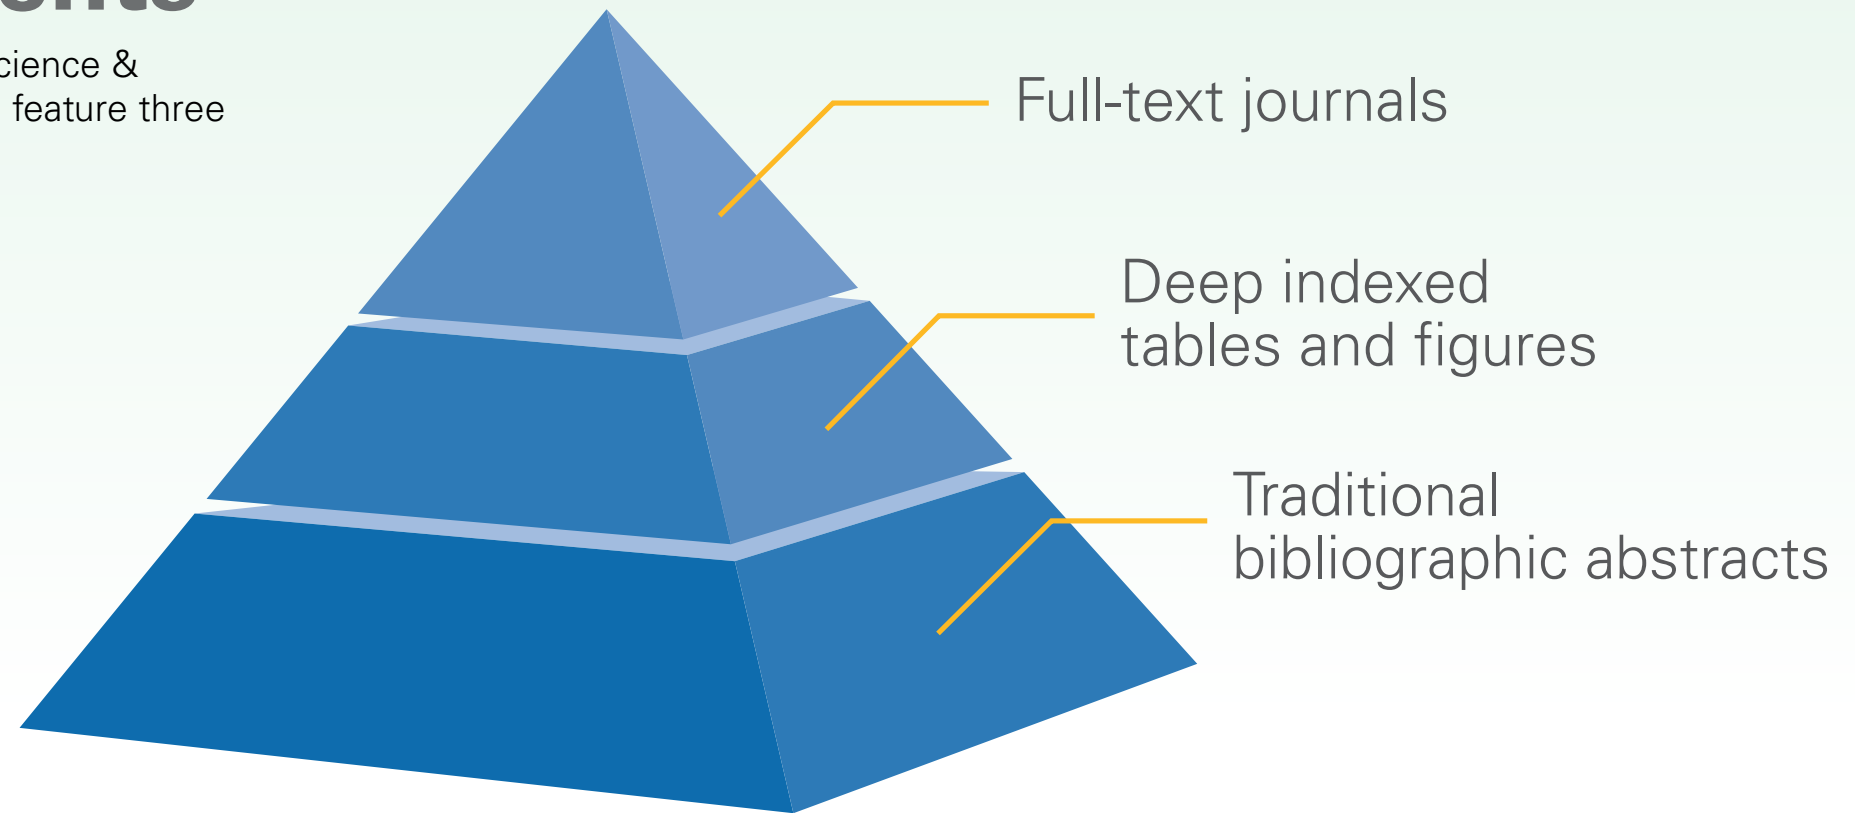 cience &
feature three
Full-text journals
Deep indexed
tables and figures
Traditional
bibliographic abstracts